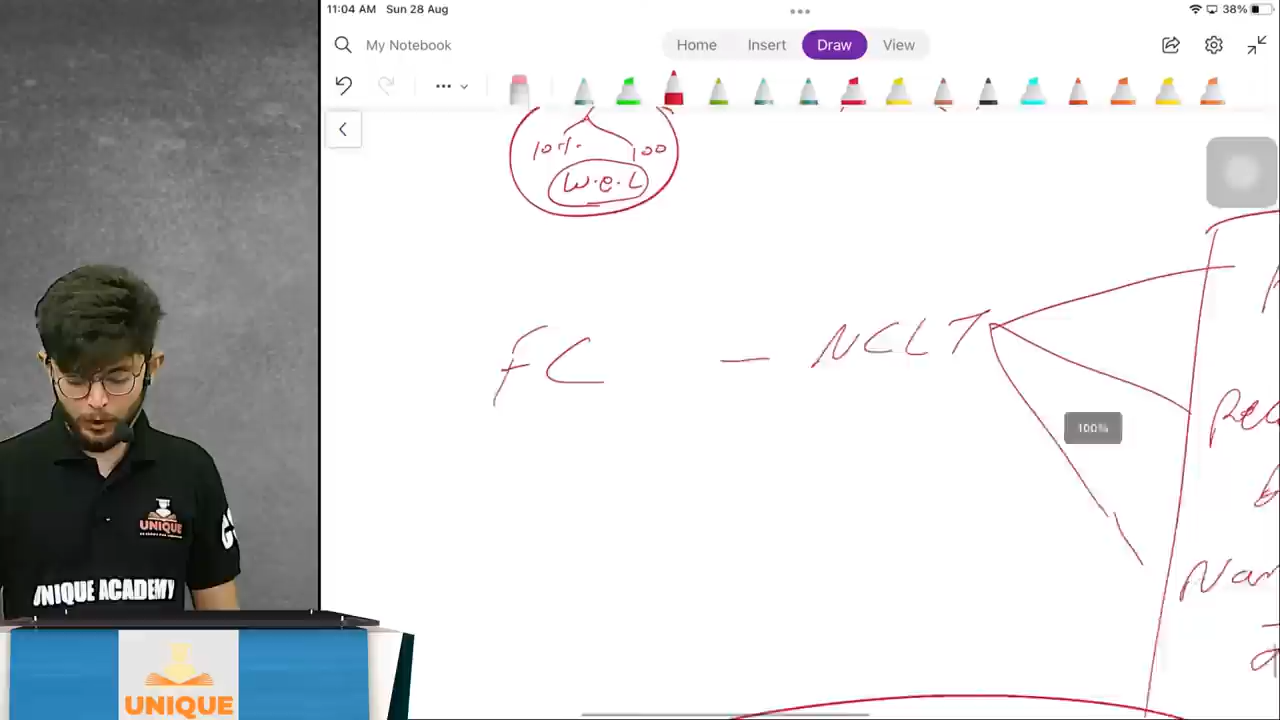 11:04 AM Sun 28 Aug
38%
My Notebook
Home Insert Draw View
10%. 100
W.e.L
FC — NCLT
100%
UNIQUE
UNIQUE ACADEMY
UNIQUE